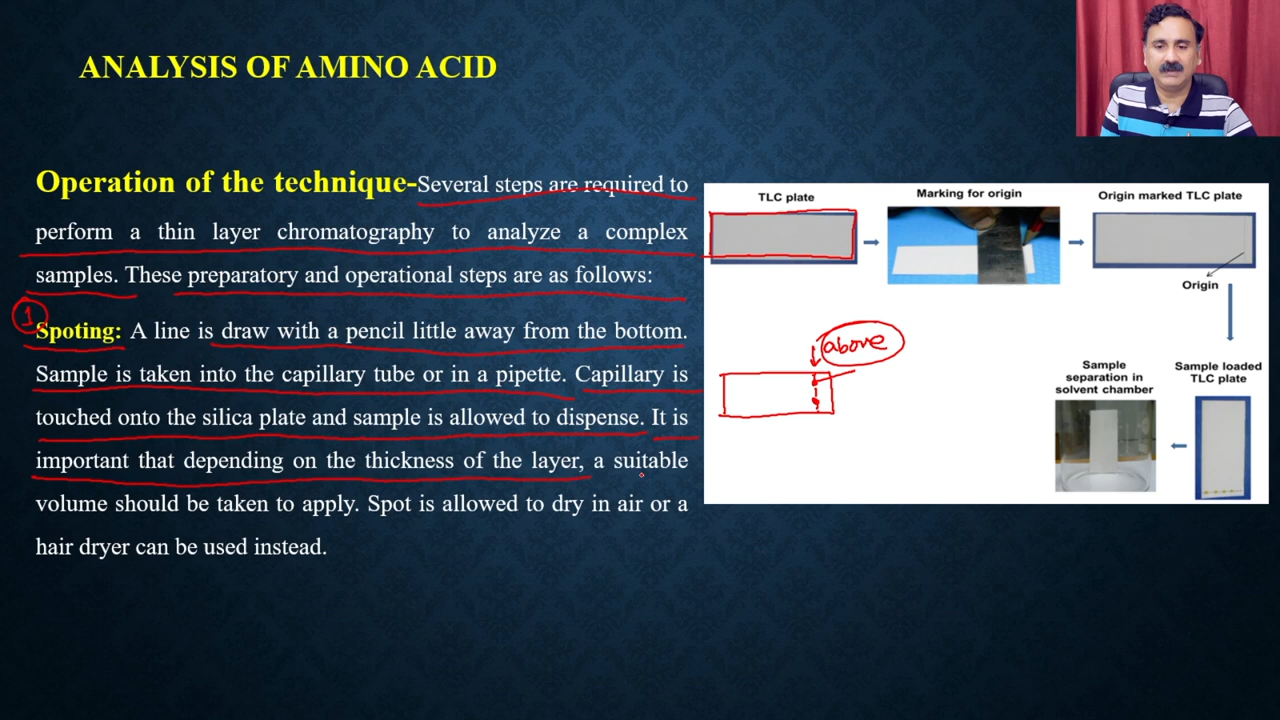 ANALYSIS OF AMINO ACID
Operation of the technique-Several steps are required to
perform a thin layer chromatography to analyze a complex
samples. These preparatory and operational steps are as follows:
1
Spoting: A line is draw with a pencil little away from the bottom.
Sample is taken into the capillary tube or in a pipette. Capillary is
touched onto the silica plate and sample is allowed to dispense. It is
important that depending on the thickness of the layer, a suitable
volume should be taken to apply. Spot is allowed to dry in air or a
hair dryer can be used instead.
TLC plate
Marking for origin
Origin marked TLC plate
Origin
above
Sample
separation in
solvent chamber
Sample loaded
TLC plate